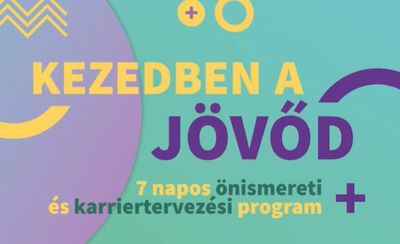 KEZEDBEN A
JÖVŐD
7 napos önismereti
és karriertervezési program